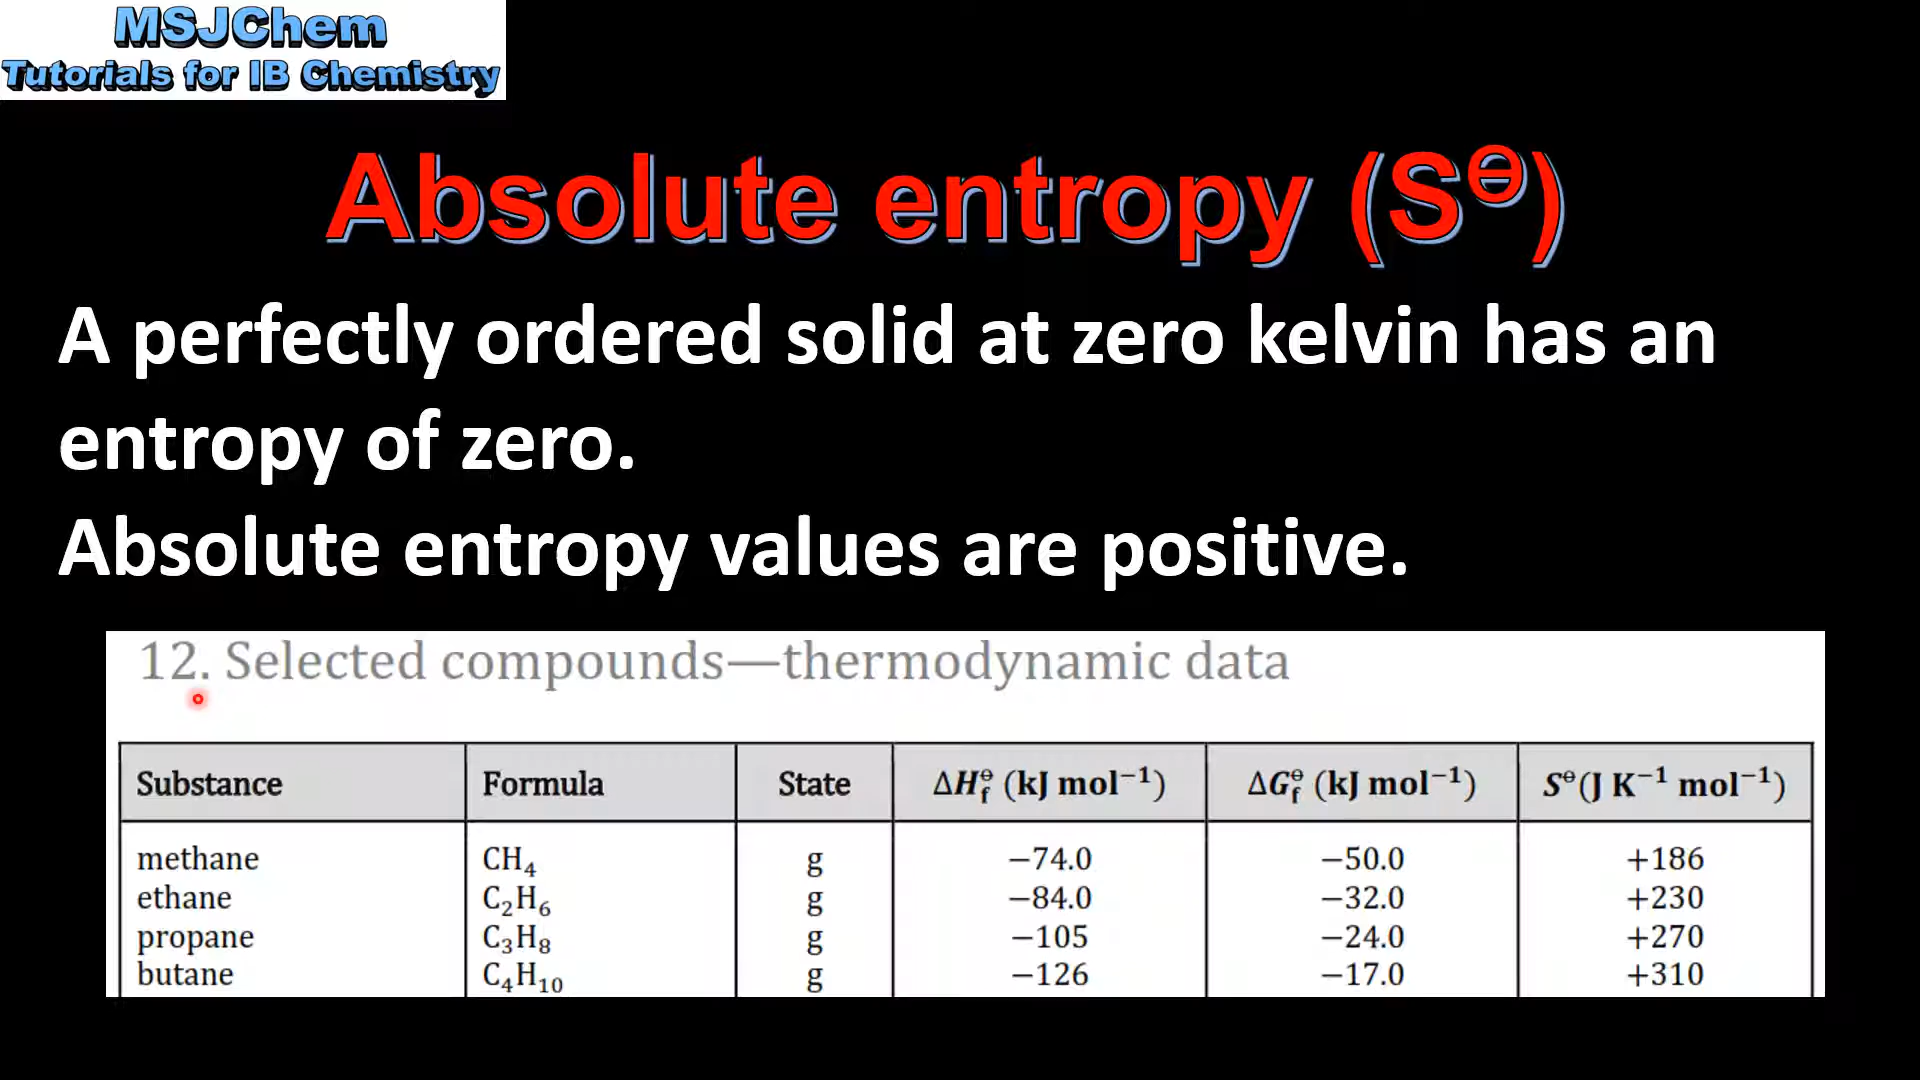 MSJChem
Tutorials for IB Chemistry
Absolute entropy (S⊖)
A perfectly ordered solid at zero kelvin has an
entropy of zero.
Absolute entropy values are positive.
12. Selected compounds—thermodynamic data
Substance Formula State ΔH⊖f (kJ mol⁻¹) ΔG⊖f (kJ mol⁻¹) S⊖(J K⁻¹ mol⁻¹)
methane CH₄ g −74.0 −50.0 +186
ethane C₂H₆ g −84.0 −32.0 +230
propane C₃H₈ g −105 −24.0 +270
butane C₄H₁₀ g −126 −17.0 +310